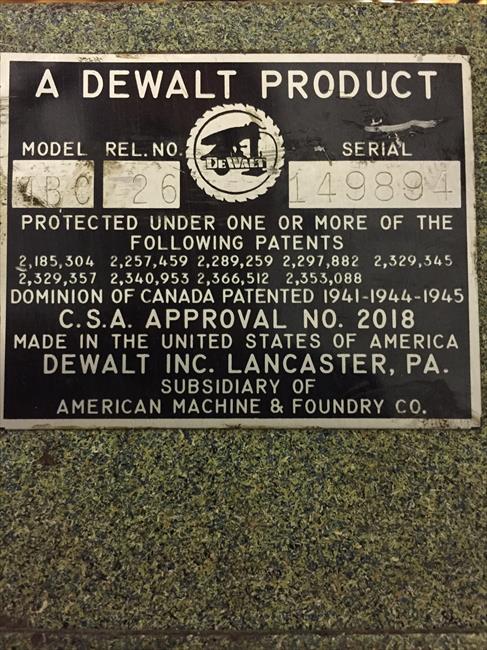 A DEWALT PRODUCT
MODEL REL. NO. DEWALT SERIAL
MBC 26 149894
PROTECTED UNDER ONE OR MORE OF THE
FOLLOWING PATENTS
2,185,304 2,257,459 2,289,259 2,297,882 2,329,345
2,329,357 2,340,953 2,366,512 2,353,088
DOMINION OF CANADA PATENTED 1941-1944-1945
C.S.A. APPROVAL NO. 2018
MADE IN THE UNITED STATES OF AMERICA
DEWALT INC. LANCASTER, PA.
SUBSIDIARY OF
AMERICAN MACHINE & FOUNDRY CO.